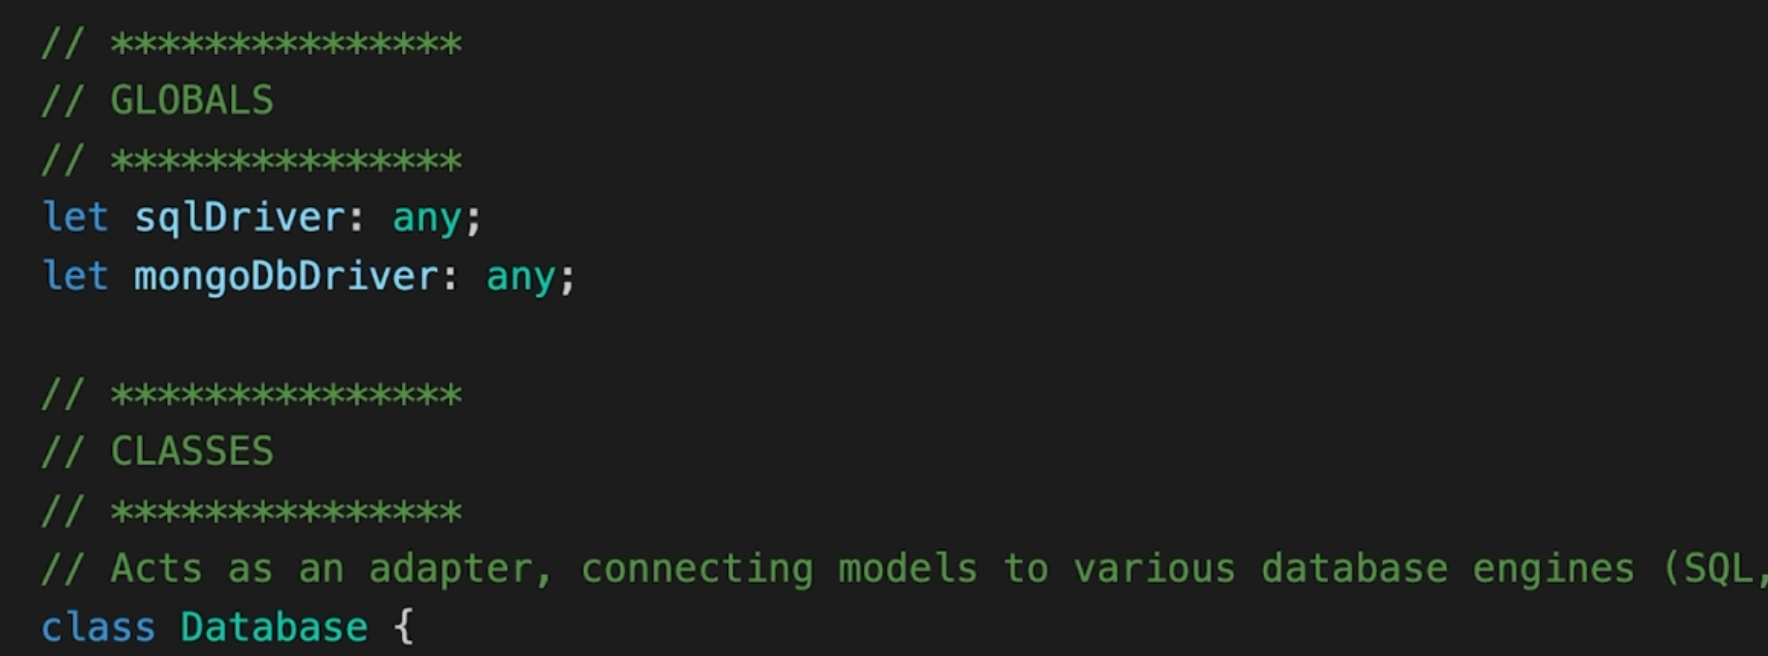 // ***************
// GLOBALS
// ***************
let sqlDriver: any;
let mongoDbDriver: any;
// ***************
// CLASSES
// ***************
// Acts as an adapter, connecting models to various database engines (SQL,
class Database {